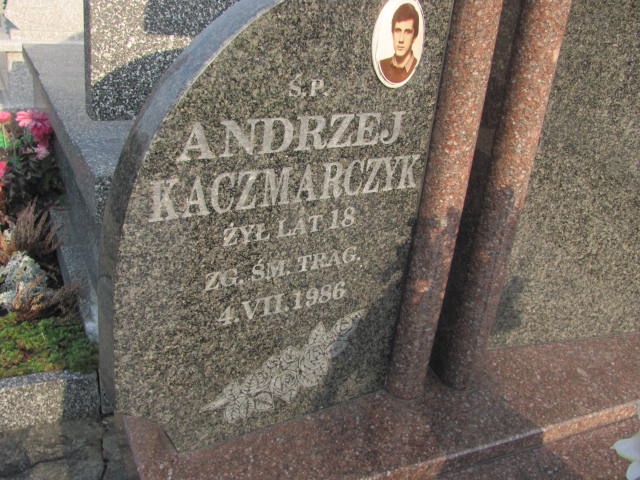 Ś.P.
ANDRZEJ
KACZMARCZYK
ŻYŁ LAT 18
ZG. ŚM. TRAG.
4.VII.1986